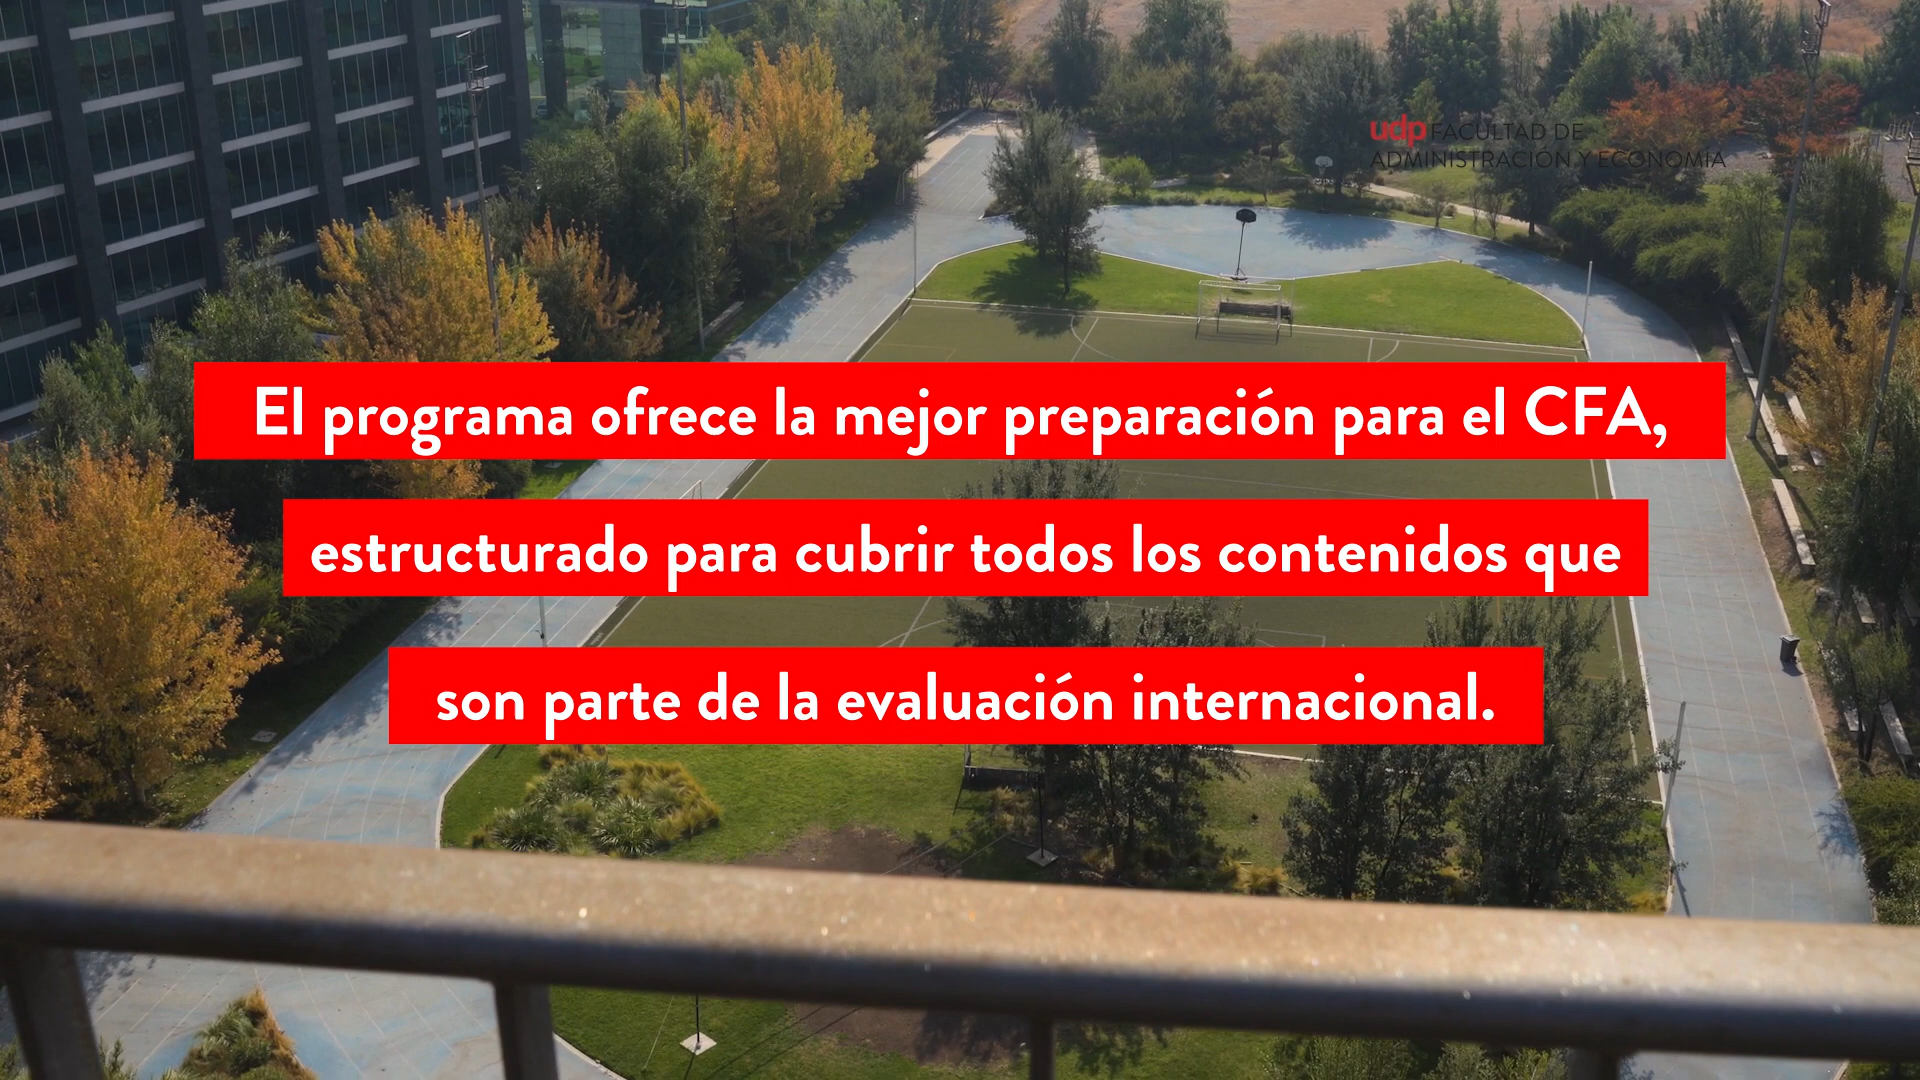 udp FACULTAD DE
ADMINISTRACIÓN Y ECONOMÍA
El programa ofrece la mejor preparación para el CFA,
estructurado para cubrir todos los contenidos que
son parte de la evaluación internacional.